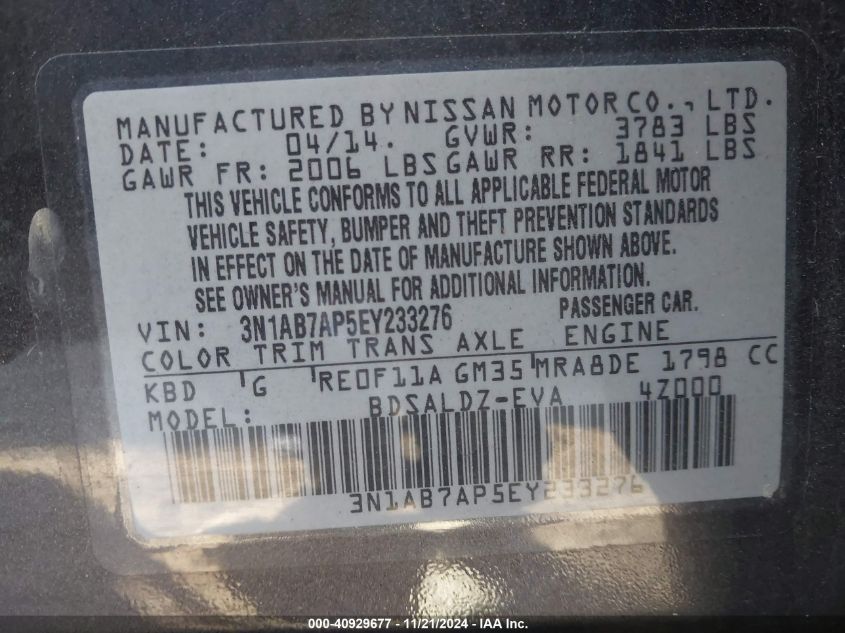 MANUFACTURED BY NISSAN MOTOR CO., LTD.
DATE: 04/14. GVWR: 3783 LBS
GAWR FR: 2006 LBS GAWR RR: 1841 LBS
THIS VEHICLE CONFORMS TO ALL APPLICABLE FEDERAL MOTOR
VEHICLE SAFETY, BUMPER AND THEFT PREVENTION STANDARDS
IN EFFECT ON THE DATE OF MANUFACTURE SHOWN ABOVE.
SEE OWNER'S MANUAL FOR ADDITIONAL INFORMATION.
VIN: 3N1AB7AP5EY233276 PASSENGER CAR.
COLOR TRIM TRANS AXLE ENGINE
KBD G RE0F11A GM35 MRA8DE 1798 CC
MODEL: BDSALDZ-EVA 4Z000
3N1AB7AP5EY233276
000-40929677 - 11/21/2024 - IAA, Inc.